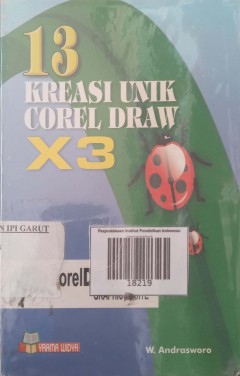 13
KREASI UNIK
COREL DRAW
X3
N IPI GARUT
Perpustakaan Institut Pendidikan Indonesia
18219
orelD
YRAMA WIDYA
W. Andrasworo